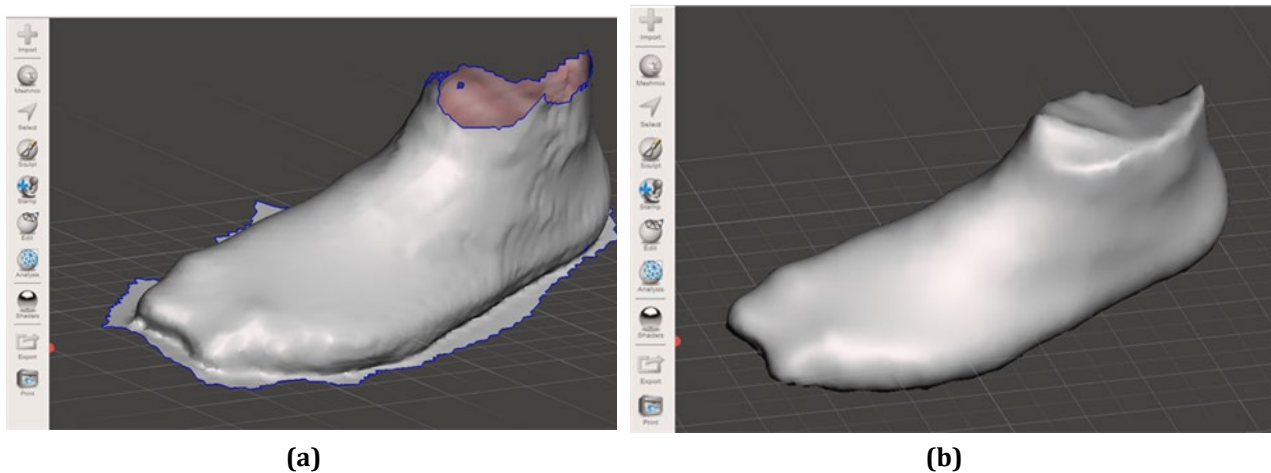 Import
Meshmix
Select
Sculpt
Stamp
Edit
Analysis
Shaders
Export
Print
Import
Meshmix
Select
Sculpt
Stamp
Edit
Analysis
Shaders
Export
Print
(a)
(b)